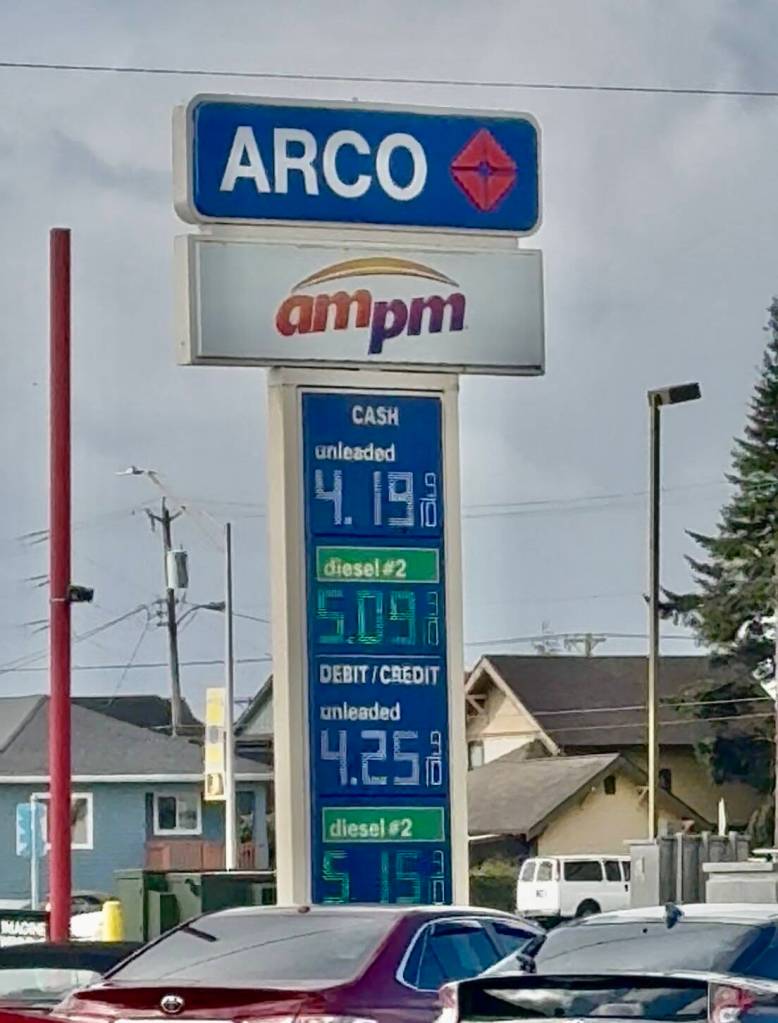 ARCO
ampm
CASH
unleaded
4.19 9/10
diesel #2
5.09 9/10
DEBIT / CREDIT
unleaded
4.25 9/10
diesel #2
5.15 9/10
IMAGINE